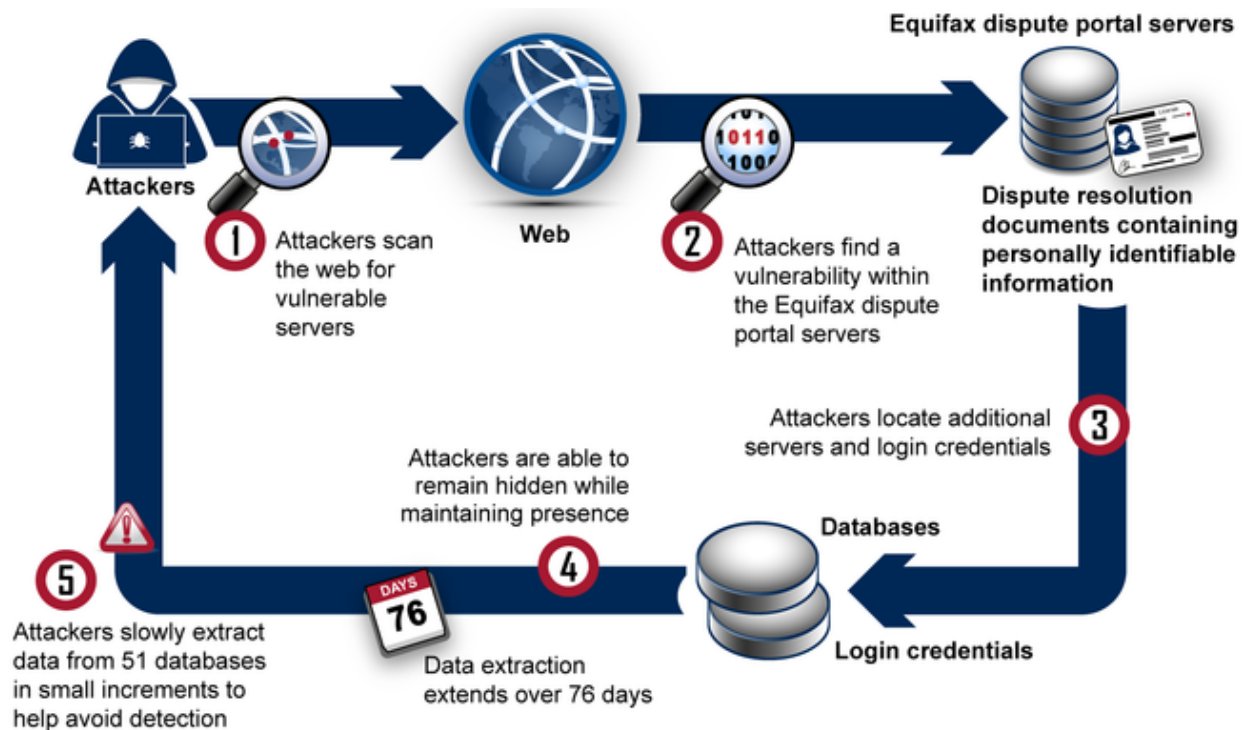 Equifax dispute portal servers
10110
11000
Attackers
1
Attackers scan
the web for
vulnerable
servers
Web
2
Attackers find a
vulnerability within
the Equifax dispute
portal servers
Dispute resolution
documents containing
personally identifiable
information
3
Attackers locate additional
servers and login credentials
Databases
Login credentials
4
Attackers are able to
remain hidden while
maintaining presence
DAYS
76
Data extraction
extends over 76 days
5
Attackers slowly extract
data from 51 databases
in small increments to
help avoid detection